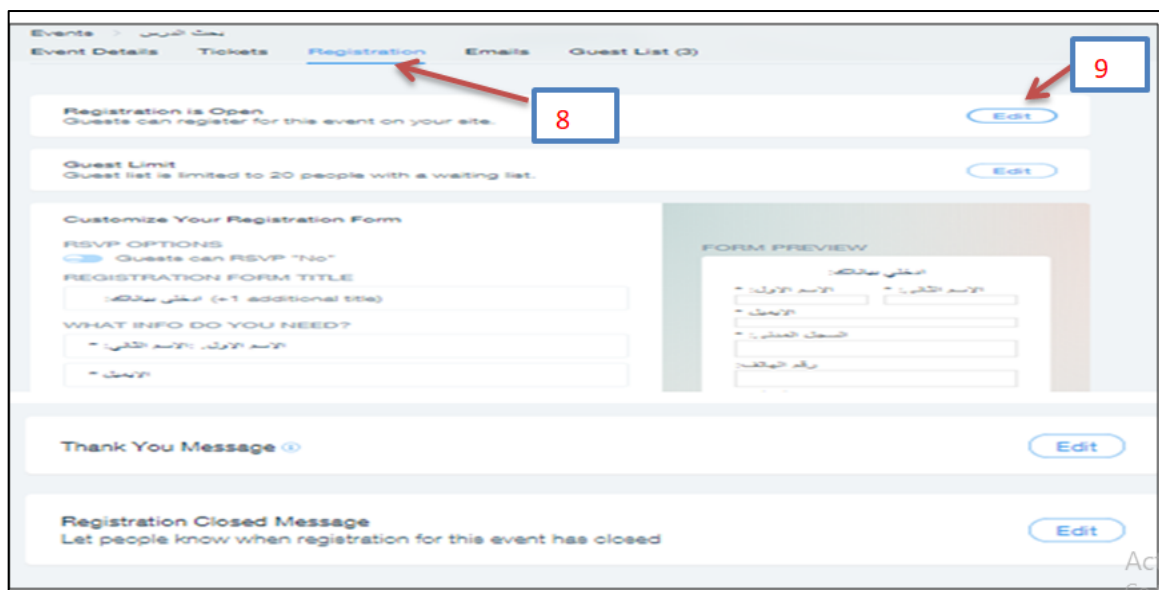 Events > بحث الدرس
Event Details Tickets Registration Emails Guest List (3)
9
8
Registration is Open
Guests can register for this event on your site.
Edit
Guest Limit
Guest list is limited to 20 people with a waiting list.
Edit
Customize Your Registration Form
RSVP OPTIONS
Guests can RSVP "No"
REGISTRATION FORM TITLE
ادخلي بياناتك: (+1 additional title)
WHAT INFO DO YOU NEED?
الاسم الاول, الاسم الثاني: *
الايميل *
FORM PREVIEW
ادخلي بياناتك:
الاسم الاول: * الاسم الثاني: *
الايميل *
السجل المدني: *
رقم الهاتف:
Thank You Message
Edit
Registration Closed Message
Let people know when registration for this event has closed
Edit